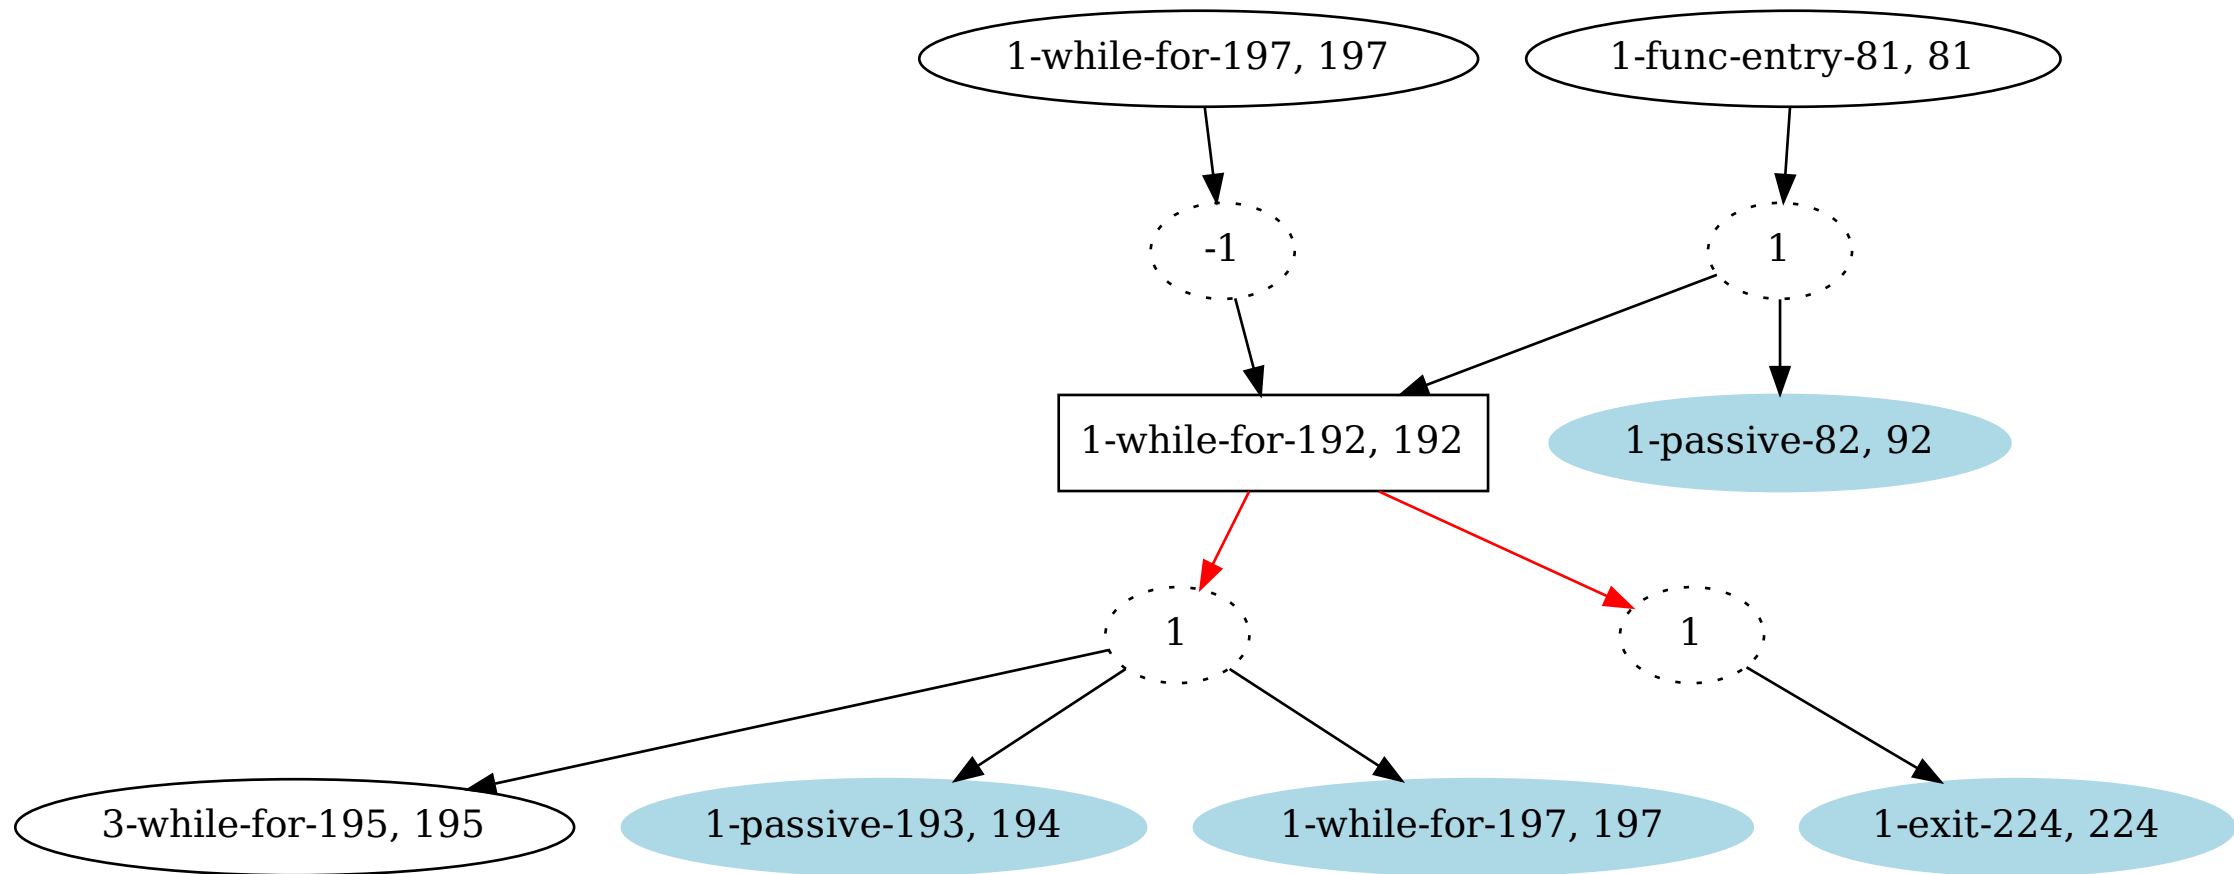 1-while-for-197, 197
1-func-entry-81, 81
-1
1
1-while-for-192, 192
1-passive-82, 92
1
1
3-while-for-195, 195
1-passive-193, 194
1-while-for-197, 197
1-exit-224, 224